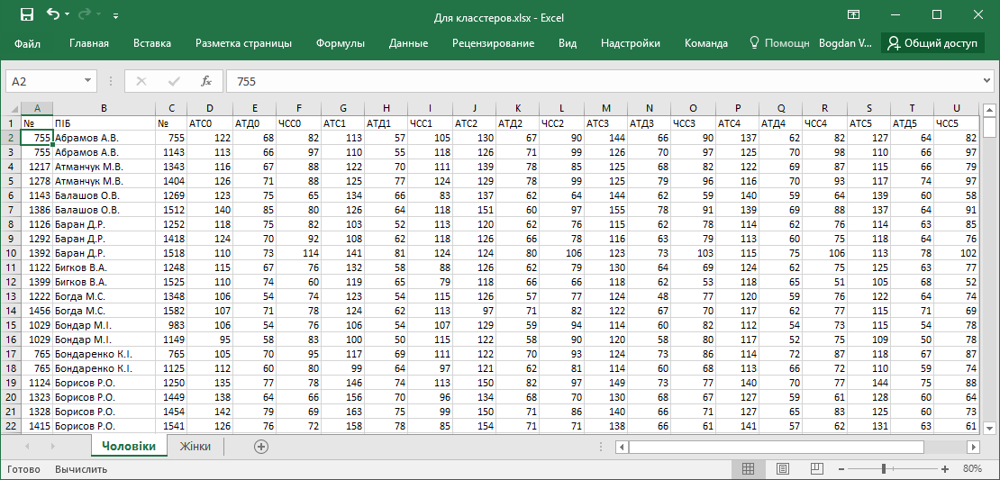 Для класстеров.xlsx - Excel
Файл Главная Вставка Разметка страницы Формулы Данные Рецензирование Вид Надстройки Команда Помощн Bogdan V... Общий доступ
A2 fx 755
A B C D E F G H I J K L M N O P Q R S T U
1 № ПІБ № АТС0 АТД0 ЧСС0 АТС1 АТД1 ЧСС1 АТС2 АТД2 ЧСС2 АТС3 АТД3 ЧСС3 АТС4 АТД4 ЧСС4 АТС5 АТД5 ЧСС5
2 755 Абрамов А.В. 755 122 68 82 113 57 105 130 67 90 144 66 90 137 62 82 127 64 82
3 755 Абрамов А.В. 1143 113 66 97 110 55 118 126 71 99 126 70 97 125 70 98 110 66 97
4 1217 Атманчук М.В. 1343 116 67 88 122 70 111 139 78 85 125 68 82 122 69 87 115 66 79
5 1278 Атманчук М.В. 1404 126 71 88 125 77 124 129 78 99 125 79 96 116 70 93 117 74 97
6 1143 Балашов О.В. 1269 123 75 65 134 66 83 137 62 64 144 62 59 140 59 64 139 60 58
7 1386 Балашов О.В. 1512 140 85 80 126 64 118 151 60 97 155 78 91 139 69 88 137 64 91
8 1126 Баран Д.Р. 1252 118 75 82 103 52 113 120 62 76 115 62 78 114 62 76 114 63 85
9 1292 Баран Д.Р. 1418 124 70 92 108 62 118 126 66 78 116 63 79 113 60 75 118 64 76
10 1392 Баран Д.Р. 1518 110 73 114 141 81 124 124 80 106 123 73 103 115 75 106 113 78 102
11 1122 Бигков В.А. 1248 115 67 76 132 58 88 126 62 79 130 64 69 124 62 75 125 63 77
12 1399 Бигков В.А. 1525 110 74 60 119 65 79 118 66 66 118 62 53 118 65 51 105 68 52
13 1222 Богда М.С. 1348 106 54 74 123 54 115 126 57 77 124 48 77 120 59 76 122 64 74
14 1456 Богда М.С. 1582 107 71 78 124 62 113 97 71 82 122 67 70 117 62 77 115 71 69
15 1029 Бондар М.І. 983 106 54 76 106 54 107 129 59 94 114 60 82 112 54 73 115 54 78
16 1029 Бондар М.І. 1149 95 58 83 100 50 115 122 58 90 120 58 80 117 52 75 109 50 78
17 765 Бондаренко К.І. 765 105 70 95 117 69 111 122 70 93 124 73 86 114 73 87 118 67 87
18 765 Бондаренко К.І. 1125 112 60 80 99 64 97 121 62 81 114 60 68 113 66 72 110 59 74
19 1124 Борисов Р.О. 1250 135 77 78 146 74 113 150 82 97 149 73 77 140 70 77 144 75 88
20 1323 Борисов Р.О. 1449 138 64 66 156 70 96 134 68 70 130 68 67 127 59 61 128 60 64
21 1328 Борисов Р.О. 1454 142 79 69 163 75 99 150 71 86 140 66 71 127 65 83 125 60 73
22 1415 Борисов Р.О. 1541 126 76 72 158 78 85 154 71 71 138 66 61 141 57 62 131 63 61
Чоловіки Жінки
Готово Вычислить 80%